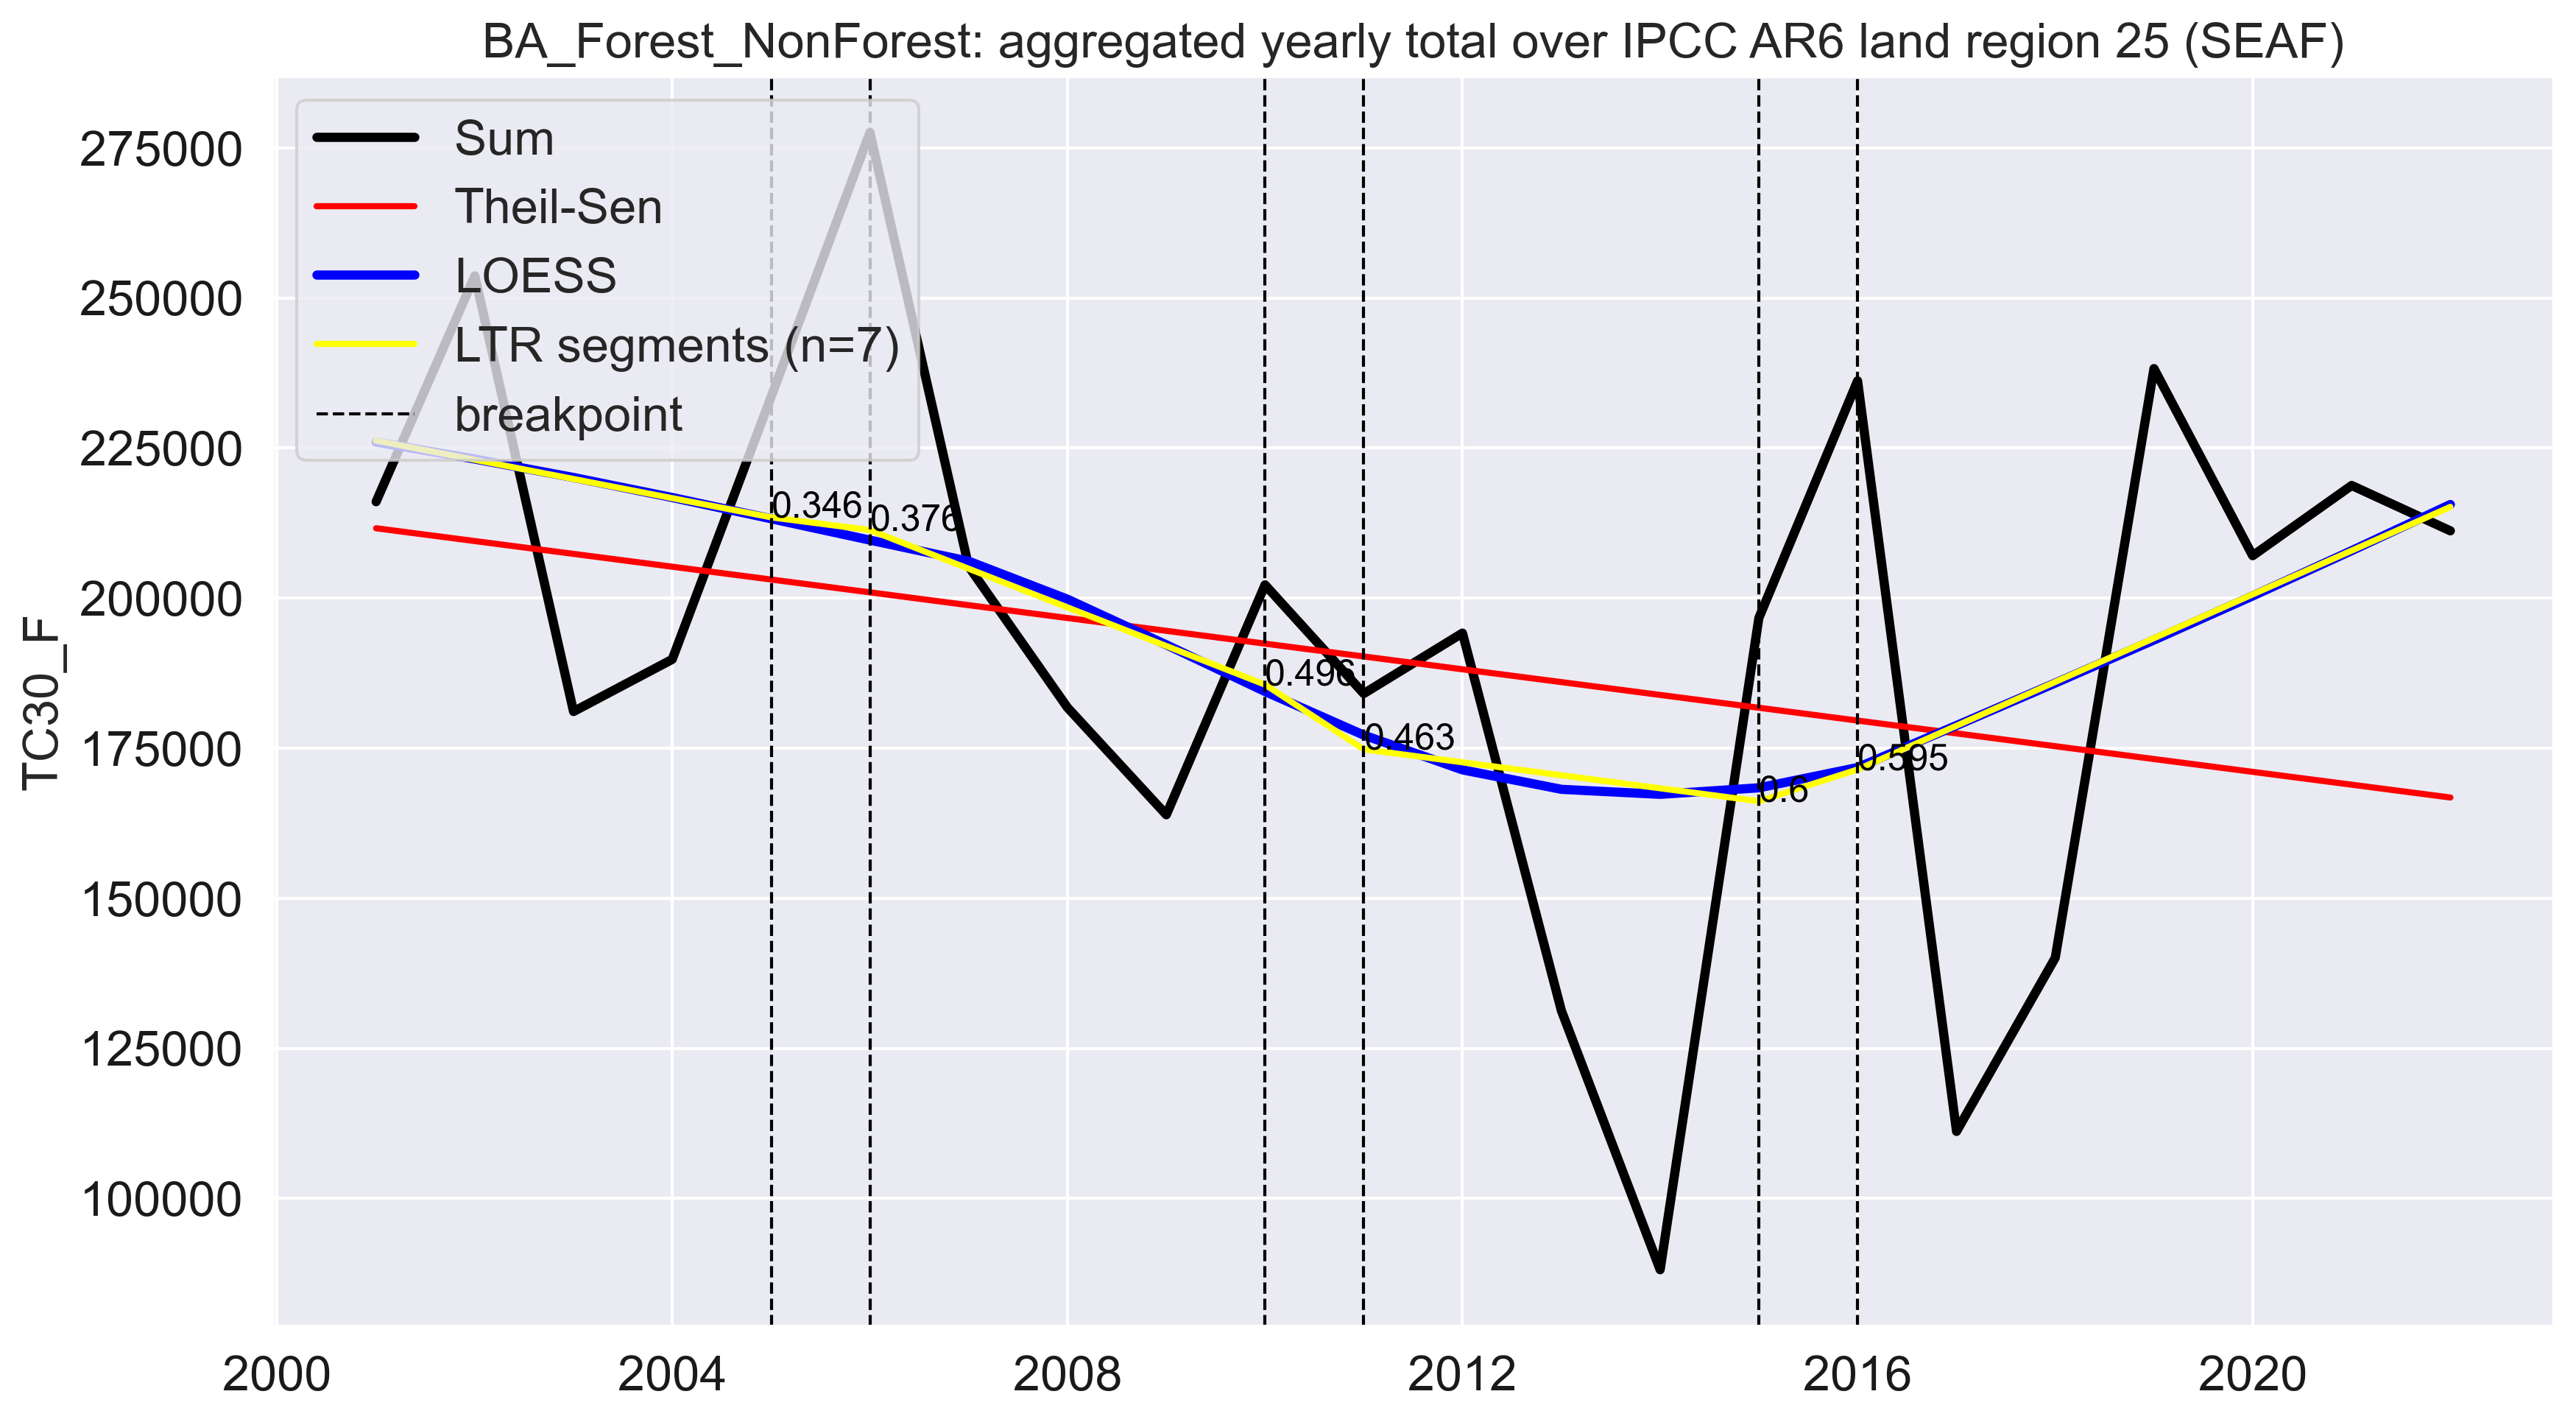 BA_Forest_NonForest: aggregated yearly total over IPCC AR6 land region 25 (SEAF)
TC30_F
275000
250000
225000
200000
175000
150000
125000
100000
Sum
Theil-Sen
LOESS
LTR segments (n=7)
breakpoint
0.346
0.376
0.496
0.463
0.6
0.595
2000 2004 2008 2012 2016 2020